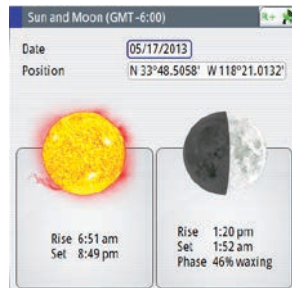 Sun and Moon (GMT -6:00)
R+
Date 05/17/2013
Position N 33°48.5058' W 118°21.0132'
Rise 6:51 am
Set 8:49 pm
Rise 1:20 pm
Set 1:52 am
Phase 46% waxing